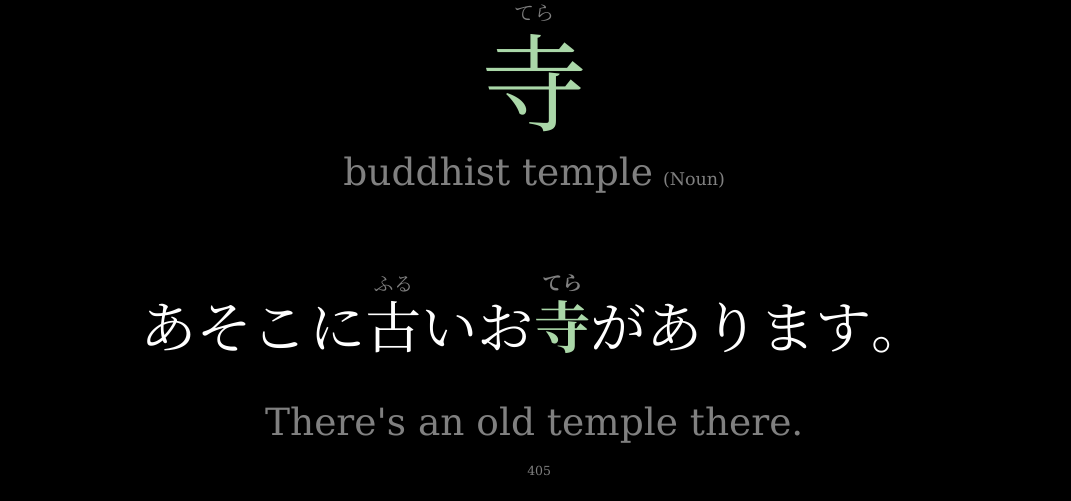 てら
寺
buddhist temple (Noun)
ふる てら
あそこに古いお寺があります。
There's an old temple there.
405